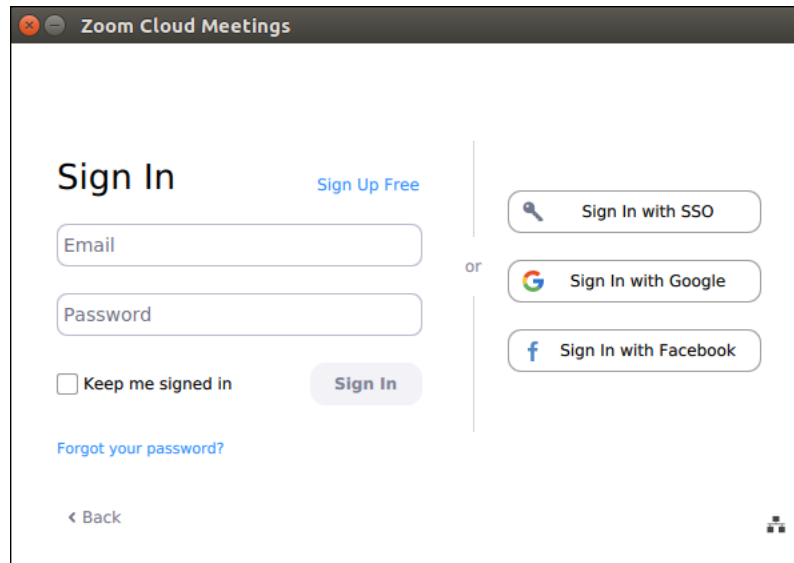 Zoom Cloud Meetings
Sign In
Sign Up Free
Email
Password
Keep me signed in
Sign In
Forgot your password?
< Back
or
Sign In with SSO
Sign In with Google
Sign In with Facebook